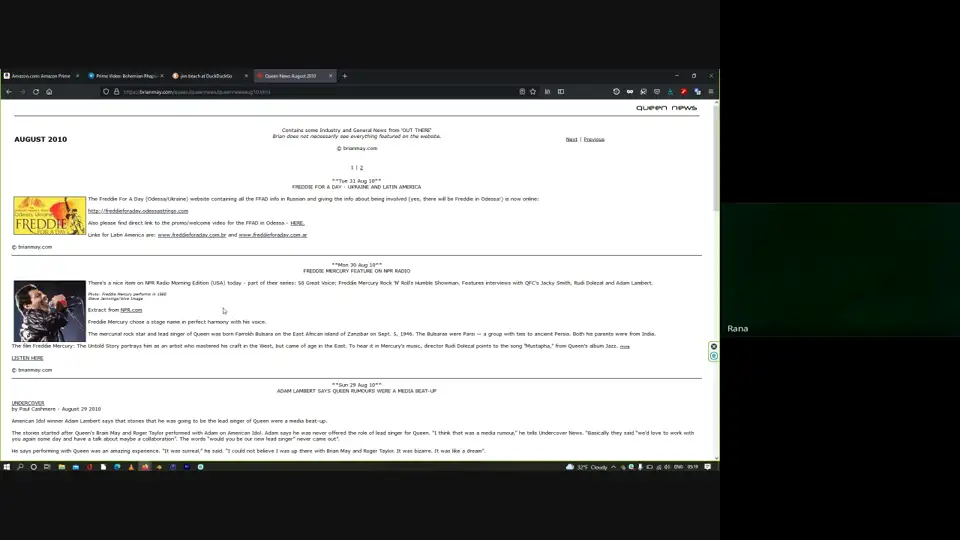 Amazon.com: Amazon Prime
Prime Video: Bohemian Rhap
jim beach at DuckDuckGo
Queen News August 2010
queen news
AUGUST 2010
Contains some Industry and General News from 'OUT THERE'
Brian does not necessarily see everything featured on the website.
© brianmay.com
Next | Previous
1 | 2
**Tue 31 Aug 10**
FREDDIE FOR A DAY - UKRAINE AND LATIN AMERICA
FREDDIE
The Freddie For A Day (Odessa/Ukraine) website containing all the FFAD info in Russian and giving the info about being involved (yes, there will be Freddie in Odessa!) is now online:
http://freddieforaday.odessastrings.com
Also please find direct link to the promo/welcome video for the FFAD in Odessa - HERE.
Links for Latin America are: www.freddieforaday.com.br and www.freddieforaday.com.ar
© brianmay.com
**Mon 30 Aug 10**
FREDDIE MERCURY FEATURE ON NPR RADIO
There's a nice item on NPR Radio Morning Edition (USA) today - part of their series: 50 Great Voice: Freddie Mercury Rock 'N' Roll's Humble Showman. Features interviews with QFC's Jacky Smith, Rudi Dolezal and Adam Lambert.
Photo: Freddie Mercury performs in 1985
Extract from NPR.com
Freddie Mercury chose a stage name in perfect harmony with his voice.
The mercurial rock star and lead singer of Queen was born Farrokh Bulsara on the East African island of Zanzibar on Sept. 5, 1946. The Bulsaras were Parsi — a group with ties to ancient Persia. Both his parents were from India.
The film Freddie Mercury: The Untold Story portrays him as an artist who mastered his craft in the West, but came of age in the East. To hear it in Mercury's music, director Rudi Dolezal points to the song "Mustapha," from Queen's album Jazz. more
LISTEN HERE
© brianmay.com
**Sun 29 Aug 10**
ADAM LAMBERT SAYS QUEEN RUMOURS WERE A MEDIA BEAT-UP
UNDERCOVER
by Paul Cashmere - August 29 2010
American Idol winner Adam Lambert says that stories that he was going to be the lead singer of Queen were a media beat-up.
The stories started after Queen's Brian May and Roger Taylor performed with Adam on American Idol. Adam says he was never offered the role of lead singer for Queen. "I think that was a media rumour," he tells Undercover News. "Basically they said "we'd love to work with
you again some day and have a talk about maybe a collaboration". The words "would you be our new lead singer" never came out".
He says performing with Queen was an amazing experience. "It was surreal," he said. "I could not believe I was up there with Brian May and Roger Taylor. It was bizarre. It was like a dream".
32°F Cloudy
ENG
05:19
Rana